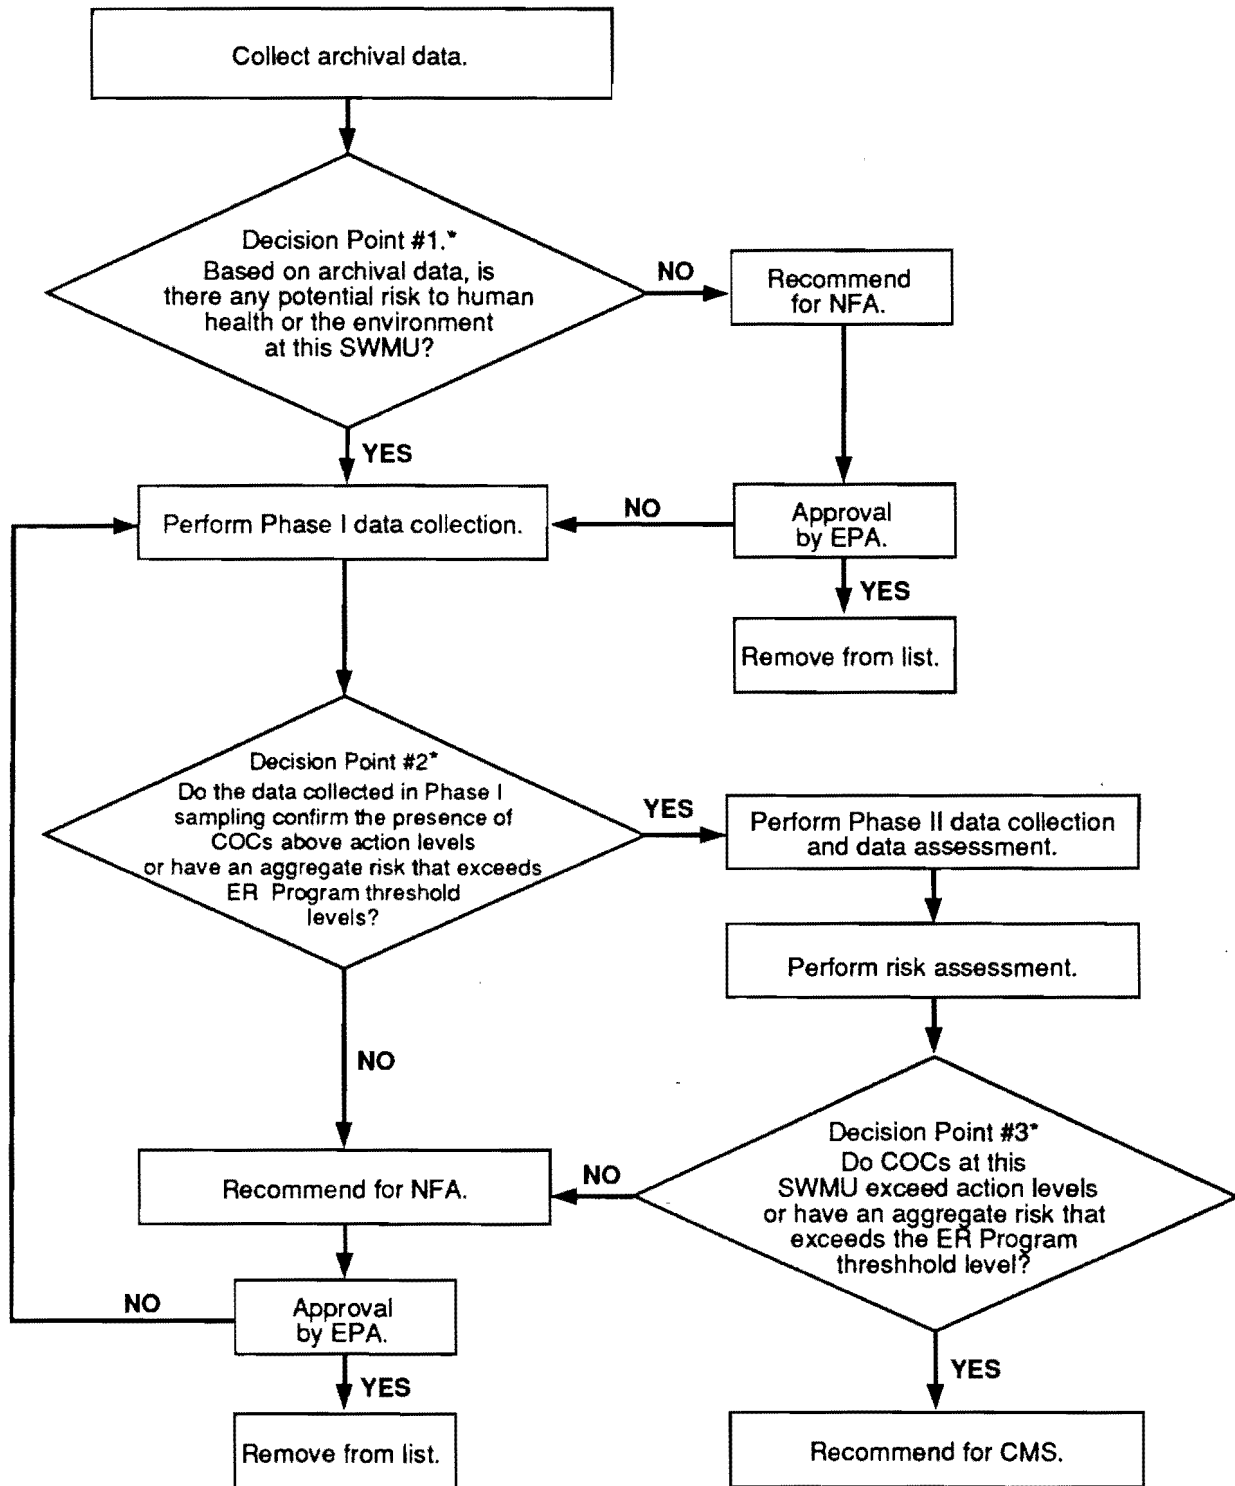 Collect archival data.
Decision Point #1.*
Based on archival data, is
there any potential risk to human
health or the environment
at this SWMU?
NO
Recommend
for NFA.
YES
Perform Phase I data collection.
NO
Approval
by EPA.
YES
Remove from list.
Decision Point #2*
Do the data collected in Phase I
sampling confirm the presence of
COCs above action levels
or have an aggregate risk that exceeds
ER Program threshold
levels?
YES
Perform Phase II data collection
and data assessment.
Perform risk assessment.
NO
Decision Point #3*
Do COCs at this
SWMU exceed action levels
or have an aggregate risk that
exceeds the ER Program
threshhold level?
NO
Recommend for NFA.
NO
Approval
by EPA.
YES
Remove from list.
YES
Recommend for CMS.